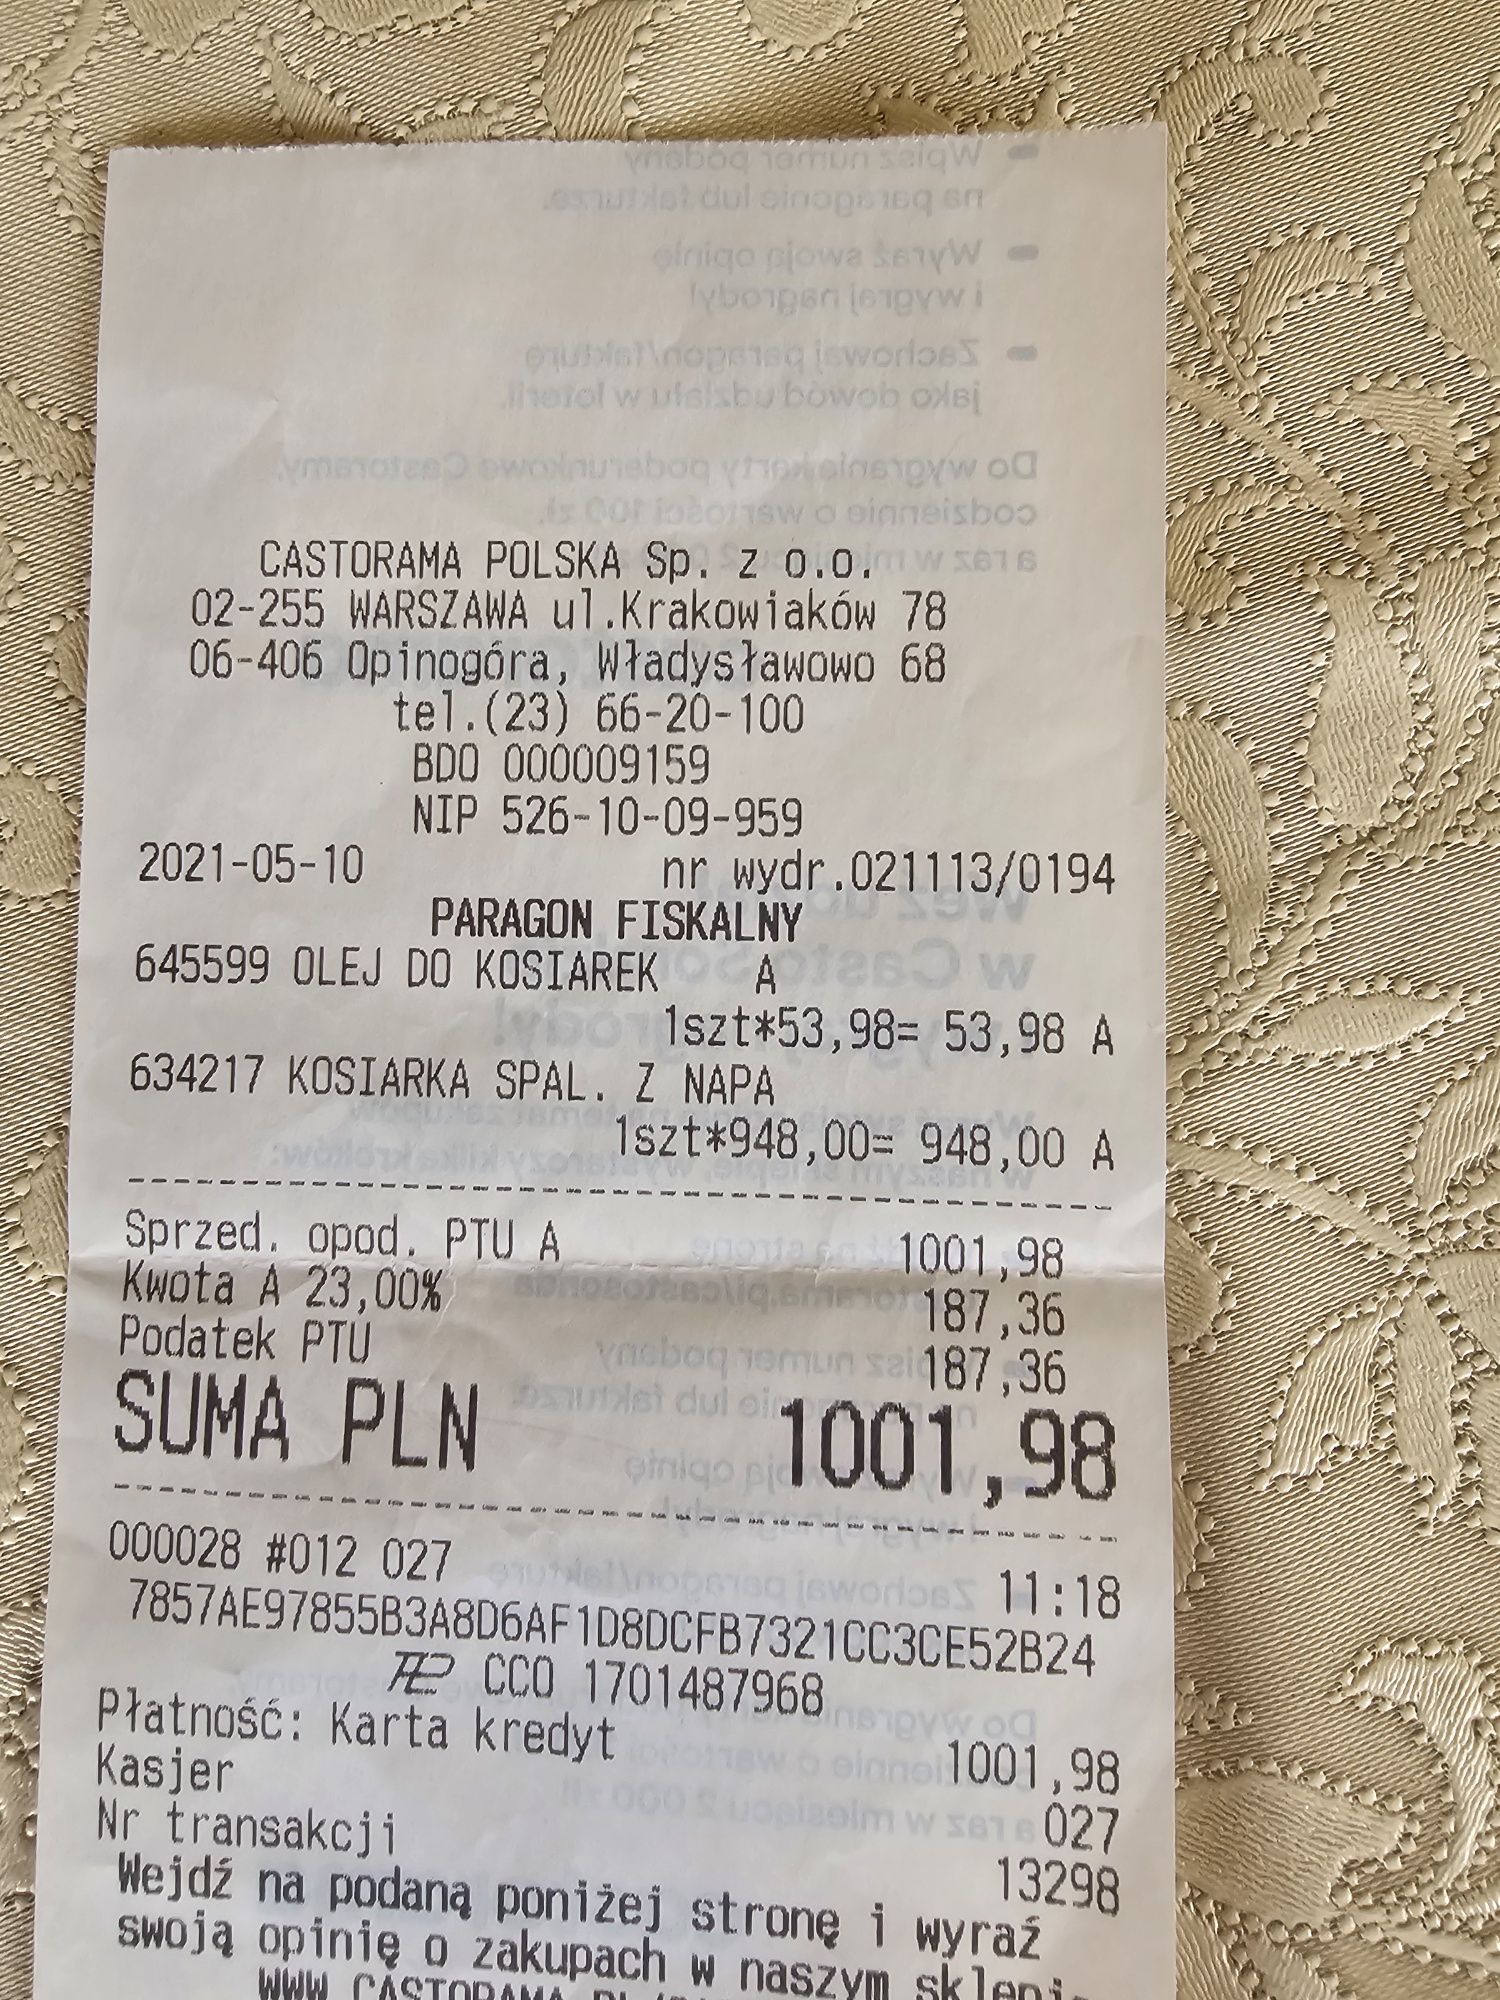 CASTORAMA POLSKA Sp. z o.o.
02-255 WARSZAWA ul.Krakowiaków 78
06-406 Opinogóra, Władysławowo 68
tel.(23) 66-20-100
BDO 000009159
NIP 526-10-09-959
2021-05-10 nr wydr.021113/0194
PARAGON FISKALNY
645599 OLEJ DO KOSIAREK A
1szt*53,98= 53,98 A
634217 KOSIARKA SPAL. Z NAPA
1szt*948,00= 948,00 A
Sprzed. opod. PTU A 1001,98
Kwota A 23,00% 187,36
Podatek PTU 187,36
SUMA PLN 1001,98
000028 #012 027 11:18
7857AE97855B3A8D6AF1D8DCFB7321CC3CE52B24
CCO 1701487968
Płatność: Karta kredyt 1001,98
Kasjer 027
Nr transakcji 13298
Wejdź na podaną poniżej stronę i wyraź
swoją opinię o zakupach w naszym